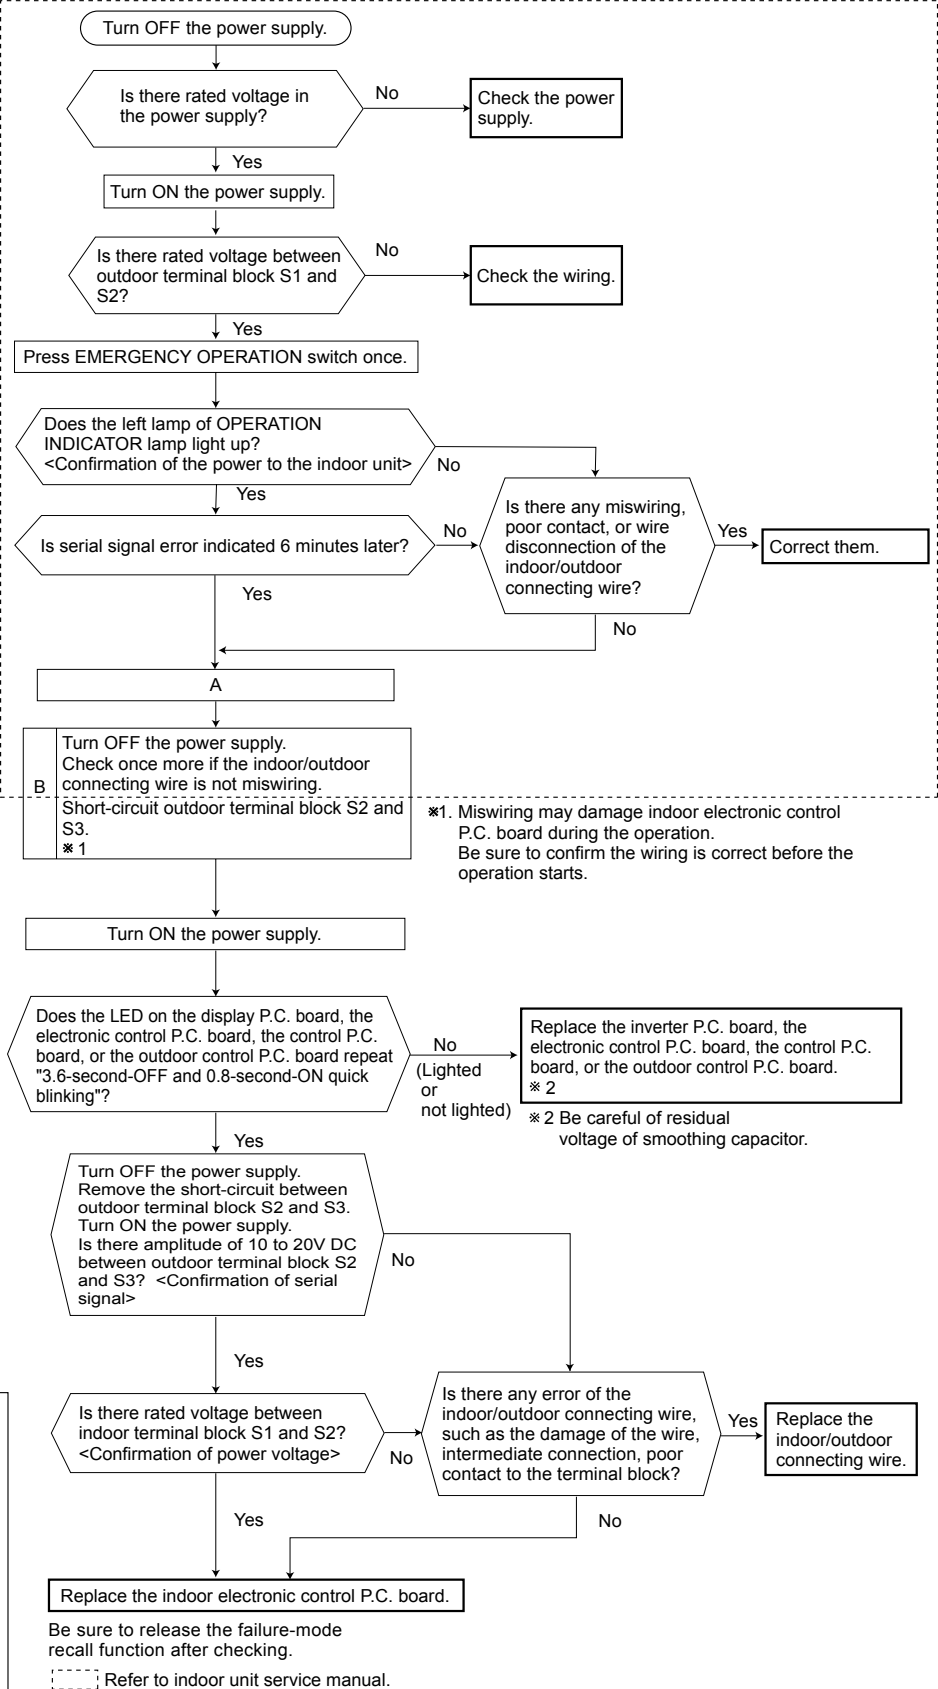 Turn OFF the power supply.
Is there rated voltage in
the power supply?
No
Check the power
supply.
Yes
Turn ON the power supply.
Is there rated voltage between
outdoor terminal block S1 and
S2?
No
Check the wiring.
Yes
Press EMERGENCY OPERATION switch once.
Does the left lamp of OPERATION
INDICATOR lamp light up?
<Confirmation of the power to the indoor unit>
No
Yes
Is serial signal error indicated 6 minutes later?
No
Is there any miswiring,
poor contact, or wire
disconnection of the
indoor/outdoor
connecting wire?
Yes
Correct them.
Yes
No
A
B
Turn OFF the power supply.
Check once more if the indoor/outdoor
connecting wire is not miswiring.
Short-circuit outdoor terminal block S2 and
S3.
※ 1
※1. Miswiring may damage indoor electronic control
P.C. board during the operation.
Be sure to confirm the wiring is correct before the
operation starts.
Turn ON the power supply.
Does the LED on the display P.C. board, the
electronic control P.C. board, the control P.C.
board, or the outdoor control P.C. board repeat
"3.6-second-OFF and 0.8-second-ON quick
blinking"?
No
(Lighted
or
not lighted)
Replace the inverter P.C. board, the
electronic control P.C. board, the control P.C.
board, or the outdoor control P.C. board.
※ 2
※ 2 Be careful of residual
voltage of smoothing capacitor.
Yes
Turn OFF the power supply.
Remove the short-circuit between
outdoor terminal block S2 and S3.
Turn ON the power supply.
Is there amplitude of 10 to 20V DC
between outdoor terminal block S2
and S3? <Confirmation of serial
signal>
No
Yes
Is there rated voltage between
indoor terminal block S1 and S2?
<Confirmation of power voltage>
No
Is there any error of the
indoor/outdoor connecting wire,
such as the damage of the wire,
intermediate connection, poor
contact to the terminal block?
Yes
Replace the
indoor/outdoor
connecting wire.
Yes
No
Replace the indoor electronic control P.C. board.
Be sure to release the failure-mode
recall function after checking.
Refer to indoor unit service manual.